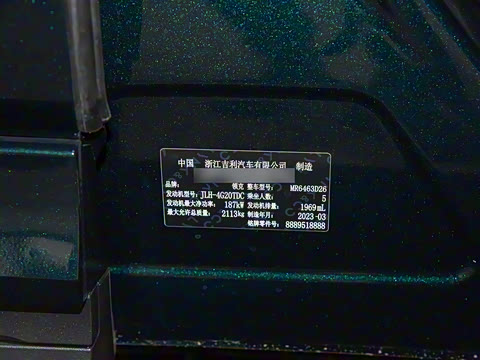 中国 浙江吉利汽车有限公司 制造
品牌: 领克 整车型号: MR6463D26
发动机型号: JLH-4G20TDC 乘坐人数: 5
发动机最大净功率: 187kW 发动机排量: 1969mL
最大允许总质量: 2113kg 制造年月: 2023-03
铭牌零件号: 8889518888